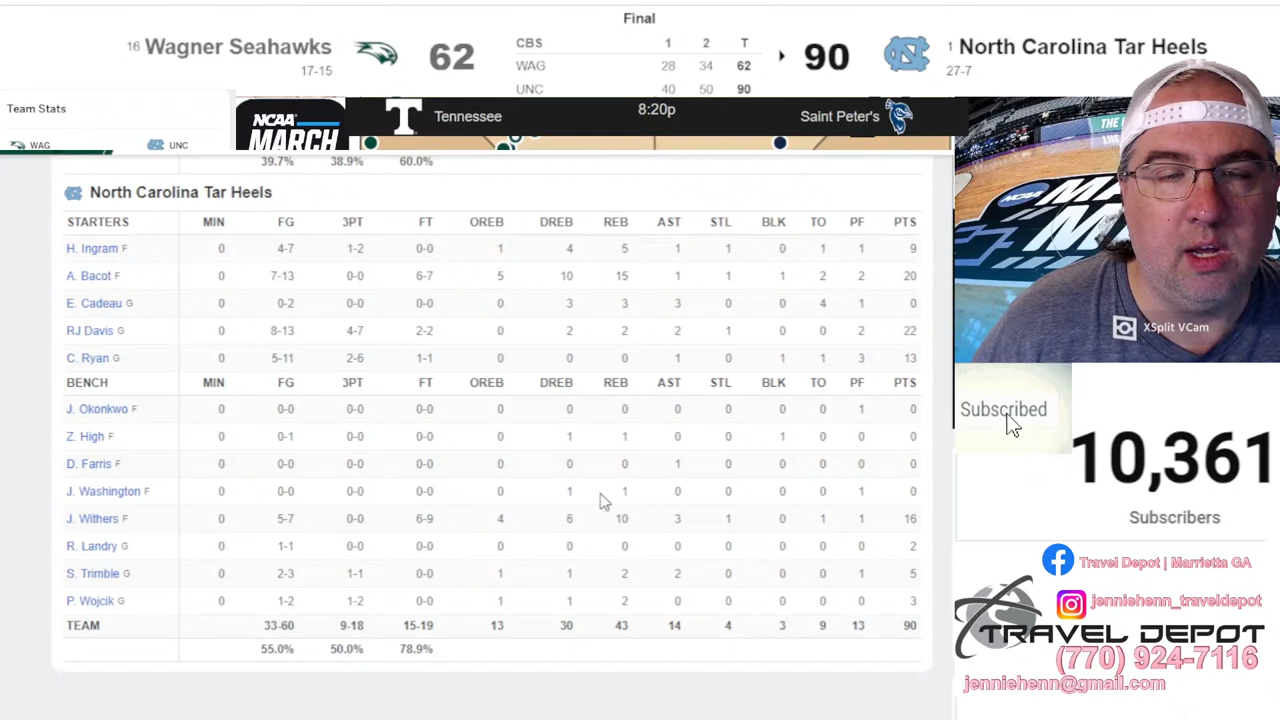 Final
16 Wagner Seahawks 62 90 1 North Carolina Tar Heels
17-15 27-7
CBS 1 2 T
WAG 28 34 62
UNC 40 50 90
Team Stats
WAG UNC
NCAA
MARCH
T Tennessee 8:20p Saint Peter's
39.7% 38.9% 60.0%
North Carolina Tar Heels
STARTERS MIN FG 3PT FT OREB DREB REB AST STL BLK TO PF PTS
H. Ingram F 0 4-7 1-2 0-0 1 4 5 1 1 0 1 1 9
A. Bacot F 0 7-13 0-0 6-7 5 10 15 1 1 1 2 2 20
E. Cadeau G 0 0-2 0-0 0-0 0 3 3 3 0 0 4 1 0
RJ Davis G 0 8-13 4-7 2-2 0 2 2 2 1 0 0 2 22
C. Ryan G 0 5-11 2-6 1-1 0 0 0 1 0 1 1 3 13
BENCH MIN FG 3PT FT OREB DREB REB AST STL BLK TO PF PTS
J. Okonkwo F 0 0-0 0-0 0-0 0 0 0 0 0 0 0 1 0
Z. High F 0 0-1 0-0 0-0 0 1 1 0 0 1 0 0 0
D. Farris F 0 0-0 0-0 0-0 0 0 0 1 0 0 0 0 0
J. Washington F 0 0-0 0-0 0-0 0 1 1 0 0 0 0 1 0
J. Withers F 0 5-7 0-0 6-9 4 6 10 3 1 0 1 1 16
R. Landry G 0 1-1 0-0 0-0 0 0 0 0 0 0 0 0 2
S. Trimble G 0 2-3 1-1 0-0 1 1 2 2 0 0 0 1 5
P. Wojcik G 0 1-2 1-2 0-0 1 1 2 0 0 0 0 0 3
TEAM 33-60 9-18 15-19 13 30 43 14 4 3 9 13 90
55.0% 50.0% 78.9%
XSplit VCam
Subscribed
10,361
Subscribers
Travel Depot | Marrietta GA
jenniehenn_traveldepot
TRAVEL DEPOT
(770) 924-7116
jenniehenn@gmail.com